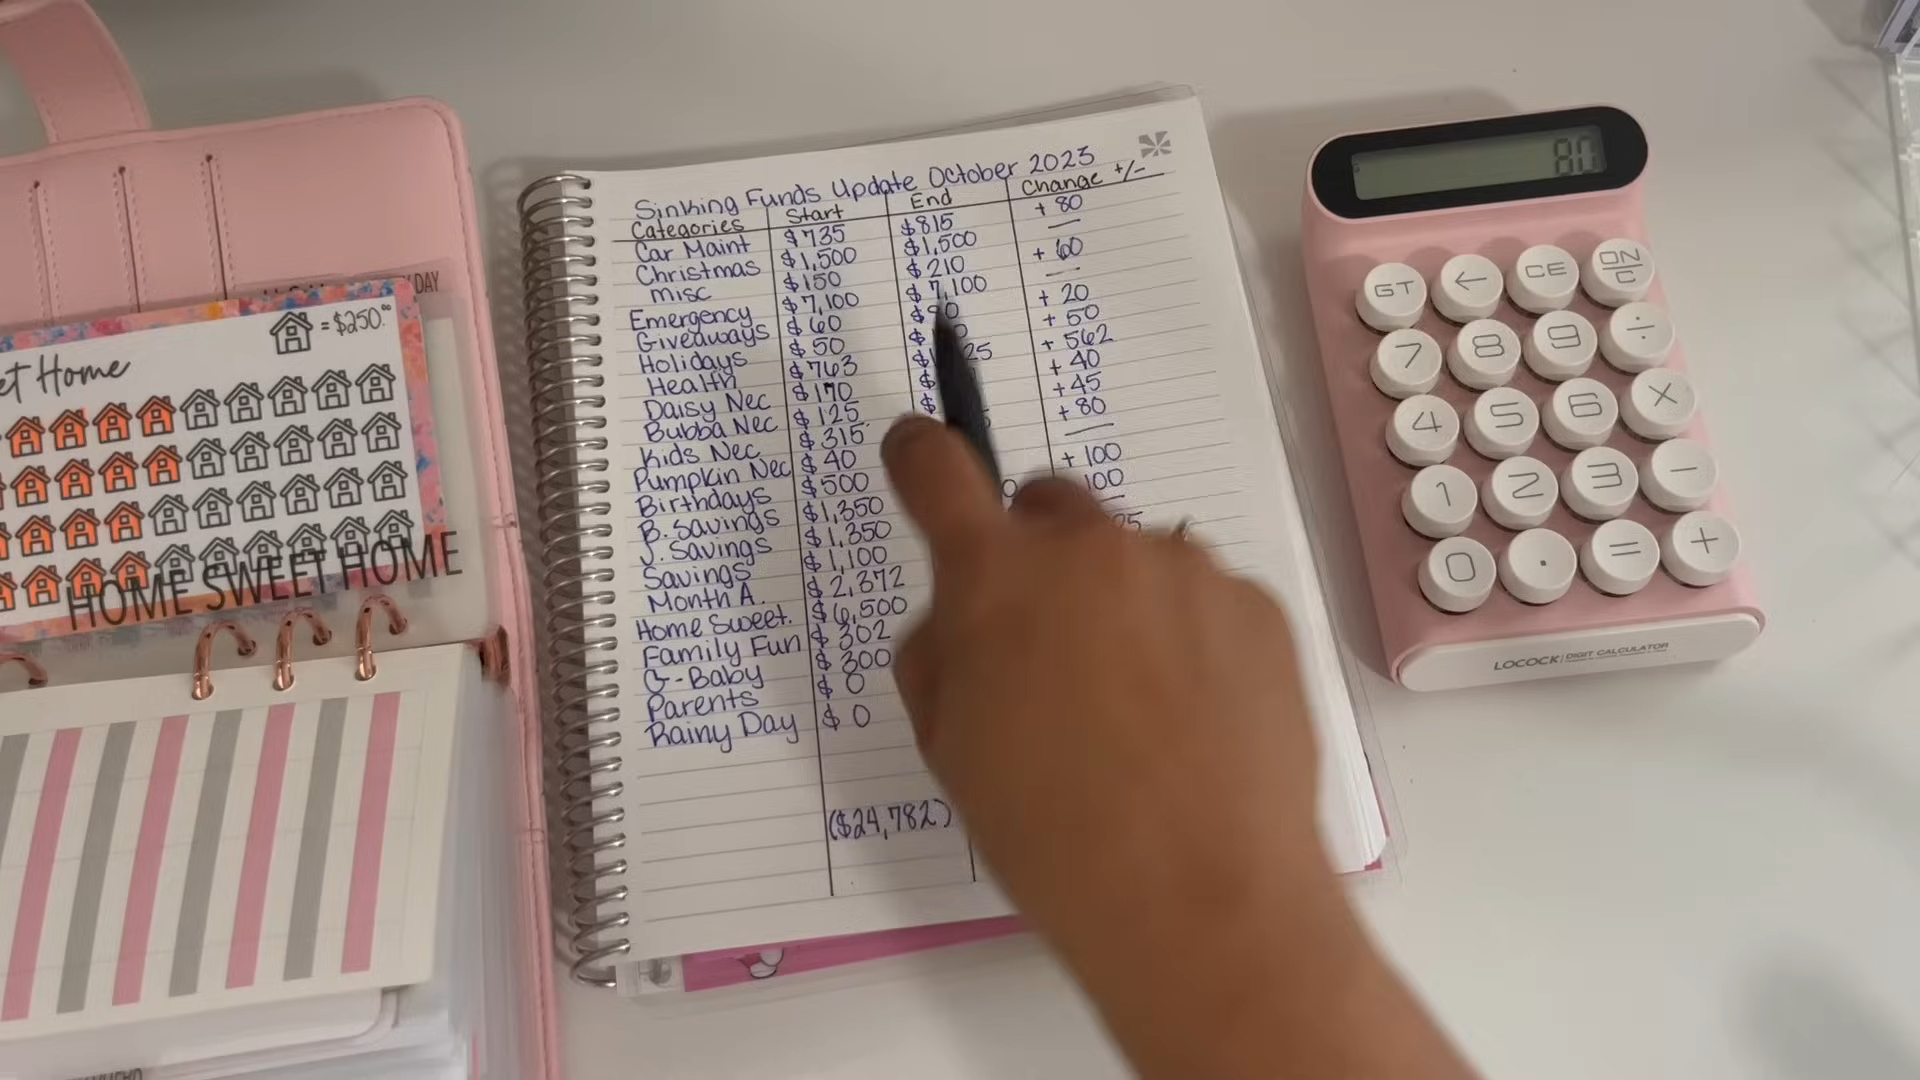 DAY
= $250.00
et Home
HOME SWEET HOME
Sinking Funds Update October 2023
Categories Start End Change +/-
Car Maint $735 $815 + 80
Christmas $1,500 $1,500 —
misc $150 $210 + 60
Emergency $7,100 $7,100 —
Giveaways $60 + 20
Holidays $50 + 50
Health $763 + 562
Daisy Nec $170 + 40
Bubba Nec $125 + 45
Kids Nec $315 + 80
Pumpkin Nec $40 —
Birthdays $500 + 100
B. Savings $1,350 100
J. Savings $1,350
Savings $1,100
Month A. $2,372
Home Sweet. $6,500
Family Fun $302
G-Baby $300
Parents $0
Rainy Day $0
($24,782)
80
GT ← CE ON/C
7 8 9 ÷
4 5 6 ×
1 2 3 −
0 . = +
LOCOCK DIGIT CALCULATOR